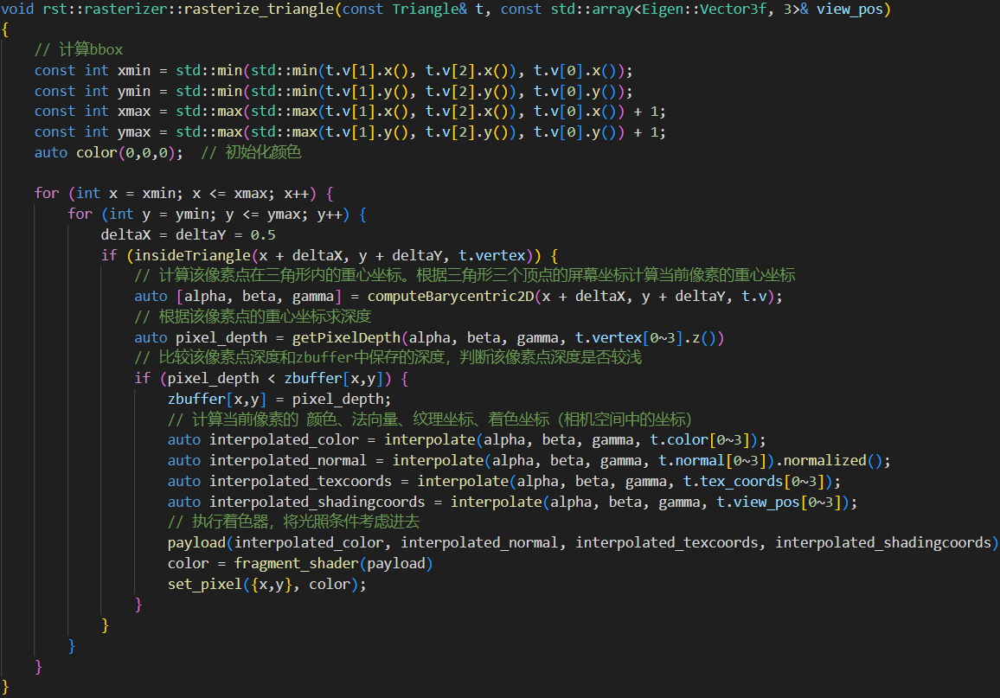 void rst::rasterizer::rasterize_triangle(const Triangle& t, const std::array<Eigen::Vector3f, 3>& view_pos)
{
    // 计算bbox
    const int xmin = std::min(std::min(t.v[1].x(), t.v[2].x()), t.v[0].x());
    const int ymin = std::min(std::min(t.v[1].y(), t.v[2].y()), t.v[0].y());
    const int xmax = std::max(std::max(t.v[1].x(), t.v[2].x()), t.v[0].x()) + 1;
    const int ymax = std::max(std::max(t.v[1].y(), t.v[2].y()), t.v[0].y()) + 1;
    auto color(0,0,0);  // 初始化颜色

    for (int x = xmin; x <= xmax; x++) {
        for (int y = ymin; y <= ymax; y++) {
            deltaX = deltaY = 0.5
            if (insideTriangle(x + deltaX, y + deltaY, t.vertex)) {
                // 计算该像素点在三角形内的重心坐标。根据三角形三个顶点的屏幕坐标计算当前像素的重心坐标
                auto [alpha, beta, gamma] = computeBarycentric2D(x + deltaX, y + deltaY, t.v);
                // 根据该像素点的重心坐标求深度
                auto pixel_depth = getPixelDepth(alpha, beta, gamma, t.vertex[0~3].z())
                // 比较该像素点深度和zbuffer中保存的深度，判断该像素点深度是否较浅
                if (pixel_depth < zbuffer[x,y]) {
                    zbuffer[x,y] = pixel_depth;
                    // 计算当前像素的 颜色、法向量、纹理坐标、着色坐标（相机空间中的坐标）
                    auto interpolated_color = interpolate(alpha, beta, gamma, t.color[0~3]);
                    auto interpolated_normal = interpolate(alpha, beta, gamma, t.normal[0~3]).normalized();
                    auto interpolated_texcoords = interpolate(alpha, beta, gamma, t.tex_coords[0~3]);
                    auto interpolated_shadingcoords = interpolate(alpha, beta, gamma, t.view_pos[0~3]);
                    // 执行着色器，将光照条件考虑进去
                    payload(interpolated_color, interpolated_normal, interpolated_texcoords, interpolated_shadingcoords)
                    color = fragment_shader(payload)
                    set_pixel({x,y}, color);
                }
            }
        }
    }
}